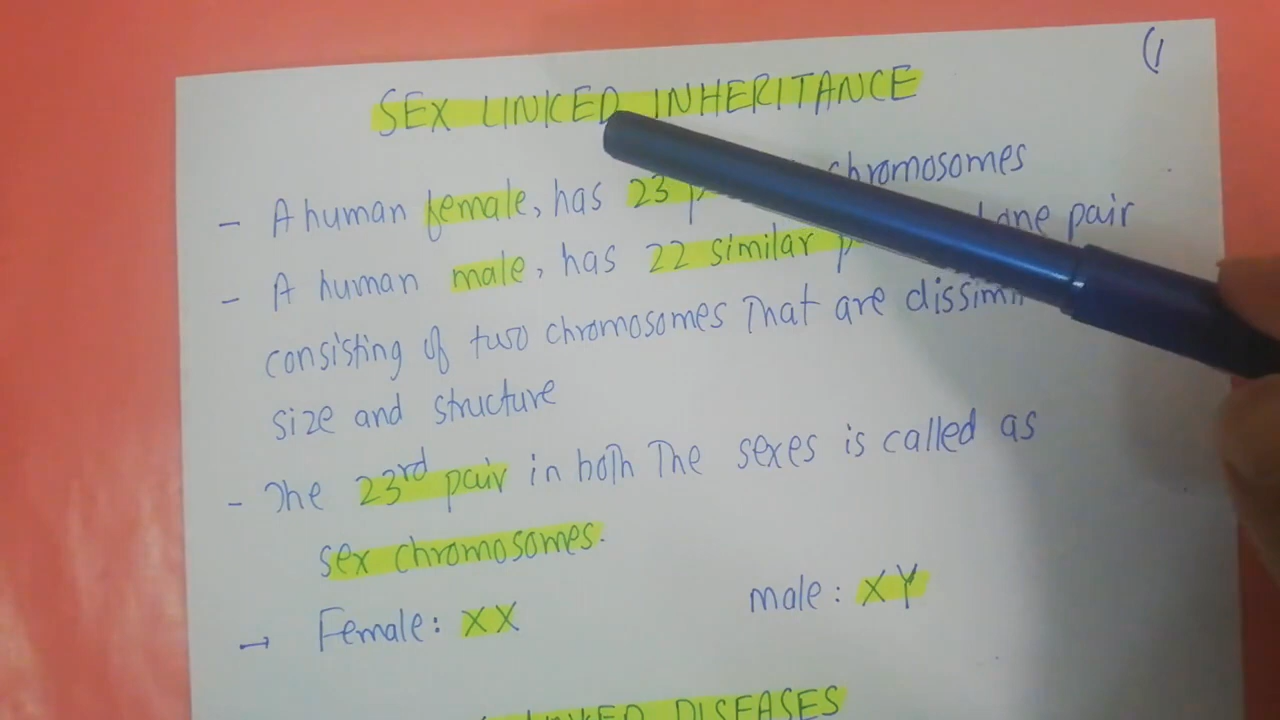 (1
SEX LINKED INHERITANCE
- A human female, has 23 chromosomes
- A human male, has 22 similar one pair
consisting of two chromosomes that are
size and structure
- The 23rd pair in both the sexes is called as
sex chromosomes.
→ Female: XX male: XY
LINKED DISEASES